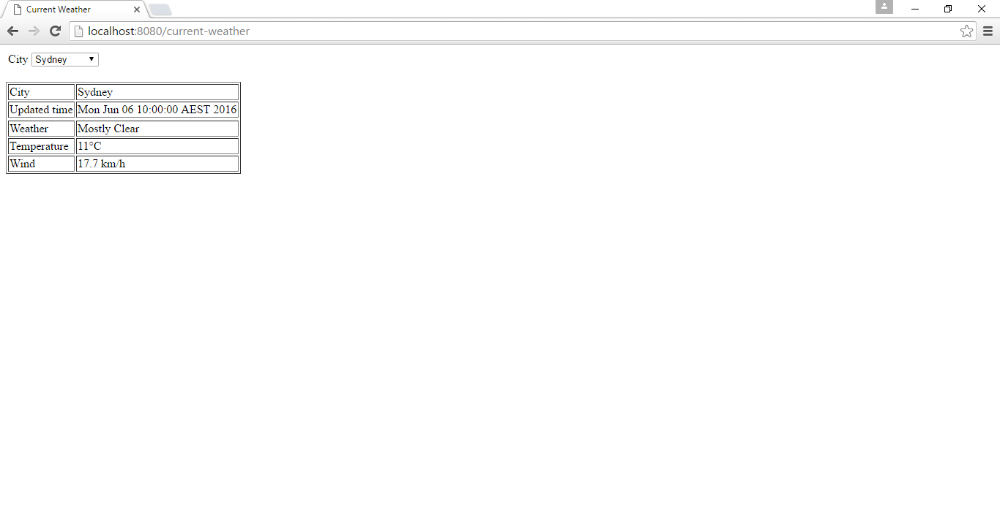 Current Weather
localhost:8080/current-weather
City Sydney
City Sydney
Updated time Mon Jun 06 10:00:00 AEST 2016
Weather Mostly Clear
Temperature 11°C
Wind 17.7 km/h